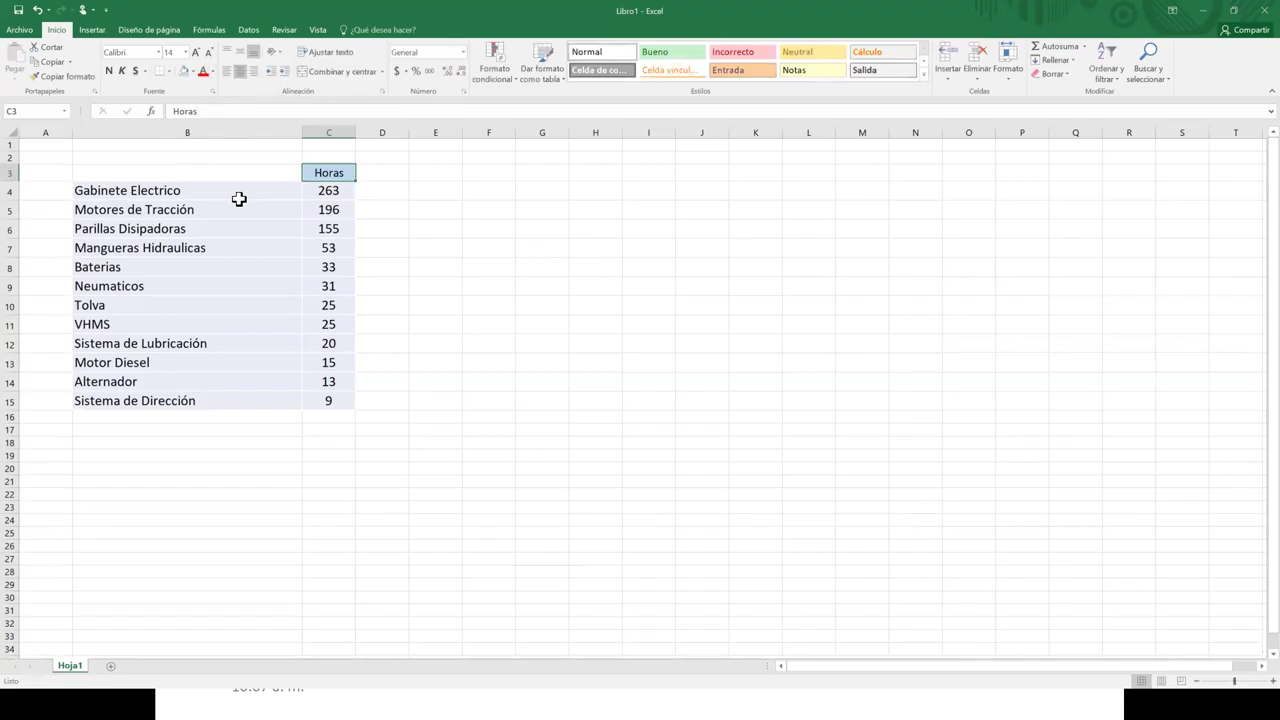 Libro1 - Excel
Archivo Inicio Insertar Diseño de página Fórmulas Datos Revisar Vista ¿Qué desea hacer? Compartir
Pegar
Cortar
Copiar
Copiar formato
Portapapeles
Calibri 14
N K S
Fuente
Ajustar texto
Combinar y centrar
Alineación
General
$ % 000
Número
Formato condicional
Dar formato como tabla
Normal Bueno Incorrecto Neutral Cálculo
Celda de co... Celda vincul... Entrada Notas Salida
Estilos
Insertar Eliminar Formato
Celdas
Autosuma
Rellenar
Borrar
Ordenar y filtrar
Buscar y seleccionar
Modificar
C3 fx Horas
A B C D E F G H I J K L M N O P Q R S T
1
2
3 Horas
4 Gabinete Electrico 263
5 Motores de Tracción 196
6 Parillas Disipadoras 155
7 Mangueras Hidraulicas 53
8 Baterias 33
9 Neumaticos 31
10 Tolva 25
11 VHMS 25
12 Sistema de Lubricación 20
13 Motor Diesel 15
14 Alternador 13
15 Sistema de Dirección 9
16
17
18
19
20
21
22
23
24
25
26
27
28
29
30
31
32
33
34
Hoja1
Listo